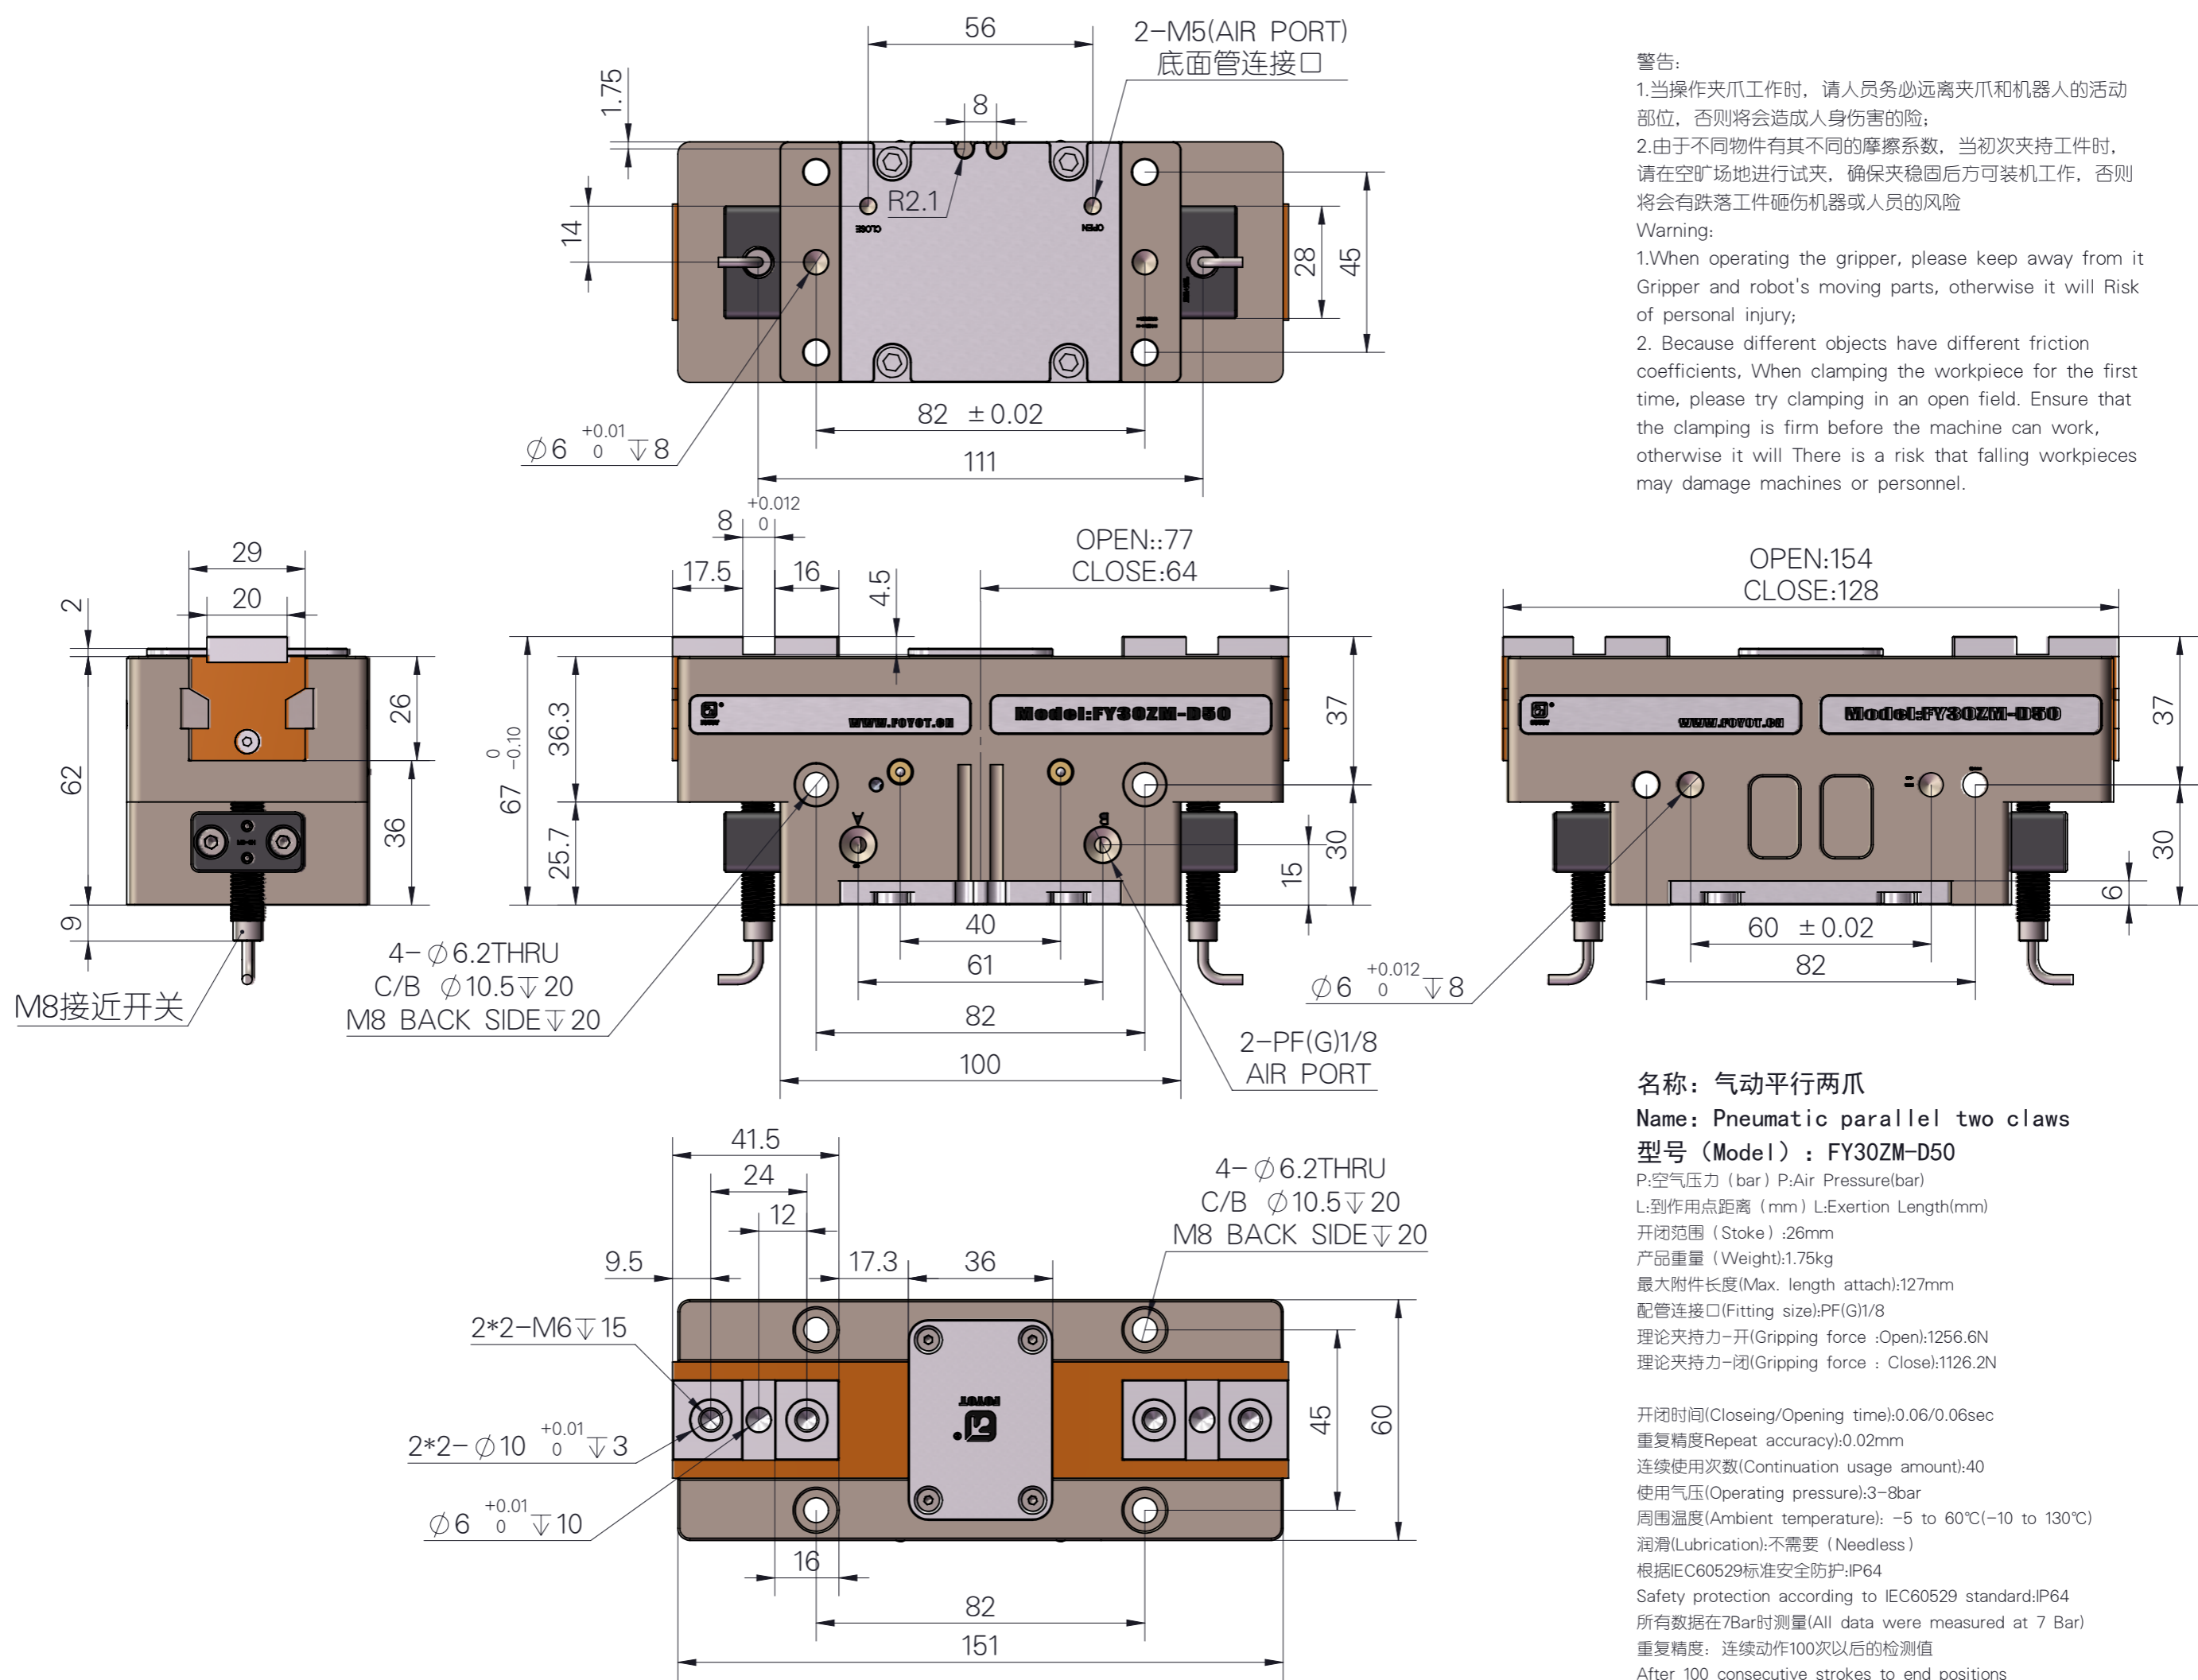 56
2-M5(AIR PORT)
底面管连接口
1.75
8
R2.1
14
CLOSE
OPEN
28
45
82 ±0.02
∅6 +0.01 0 ↧8
111
警告:
1.当操作夹爪工作时，请人员务必远离夹爪和机器人的活动
部位，否则将会造成人身伤害的险;
2.由于不同物件有其不同的摩擦系数，当初次夹持工件时，
请在空旷场地进行试夹，确保夹稳固后方可装机工作，否则
将会有跌落工件砸伤机器或人员的风险
Warning:
1.When operating the gripper, please keep away from it
Gripper and robot's moving parts, otherwise it will Risk
of personal injury;
2. Because different objects have different friction
coefficients, When clamping the workpiece for the first
time, please try clamping in an open field. Ensure that
the clamping is firm before the machine can work,
otherwise it will There is a risk that falling workpieces
may damage machines or personnel.
29
20
2
62
9
26
36
M8接近开关
8 +0.012 0
17.5
16
4.5
OPEN::77
CLOSE:64
67 0 -0.10
36.3
25.7
WWW.FOYOT.CN
Model:FY30ZM-D50
A
B
37
30
15
40
61
82
100
4-∅6.2THRU
C/B ∅10.5↧20
M8 BACK SIDE↧20
2-PF(G)1/8
AIR PORT
OPEN:154
CLOSE:128
WWW.FOYOT.CN
Model:FY30ZM-D50
37
30
6
60 ±0.02
82
∅6 +0.012 0 ↧8
41.5
24
12
9.5
17.3
36
4-∅6.2THRU
C/B ∅10.5↧20
M8 BACK SIDE↧20
2*2-M6↧15
2*2-∅10 +0.01 0 ↧3
∅6 +0.01 0 ↧10
FOYOT
45
60
16
82
151
名称: 气动平行两爪
Name: Pneumatic parallel two claws
型号（Model）: FY30ZM-D50
P:空气压力（bar）P:Air Pressure(bar)
L:到作用点距离（mm）L:Exertion Length(mm)
开闭范围（Stoke）:26mm
产品重量（Weight):1.75kg
最大附件长度(Max. length attach):127mm
配管连接口(Fitting size):PF(G)1/8
理论夹持力-开(Gripping force :Open):1256.6N
理论夹持力-闭(Gripping force : Close):1126.2N
开闭时间(Closeing/Opening time):0.06/0.06sec
重复精度Repeat accuracy):0.02mm
连续使用次数(Continuation usage amount):40
使用气压(Operating pressure):3-8bar
周围温度(Ambient temperature): -5 to 60℃(-10 to 130℃)
润滑(Lubrication):不需要（Needless）
根据IEC60529标准安全防护:IP64
Safety protection according to IEC60529 standard:IP64
所有数据在7Bar时测量(All data were measured at 7 Bar)
重复精度: 连续动作100次以后的检测值
After 100 consecutive strokes to end positions